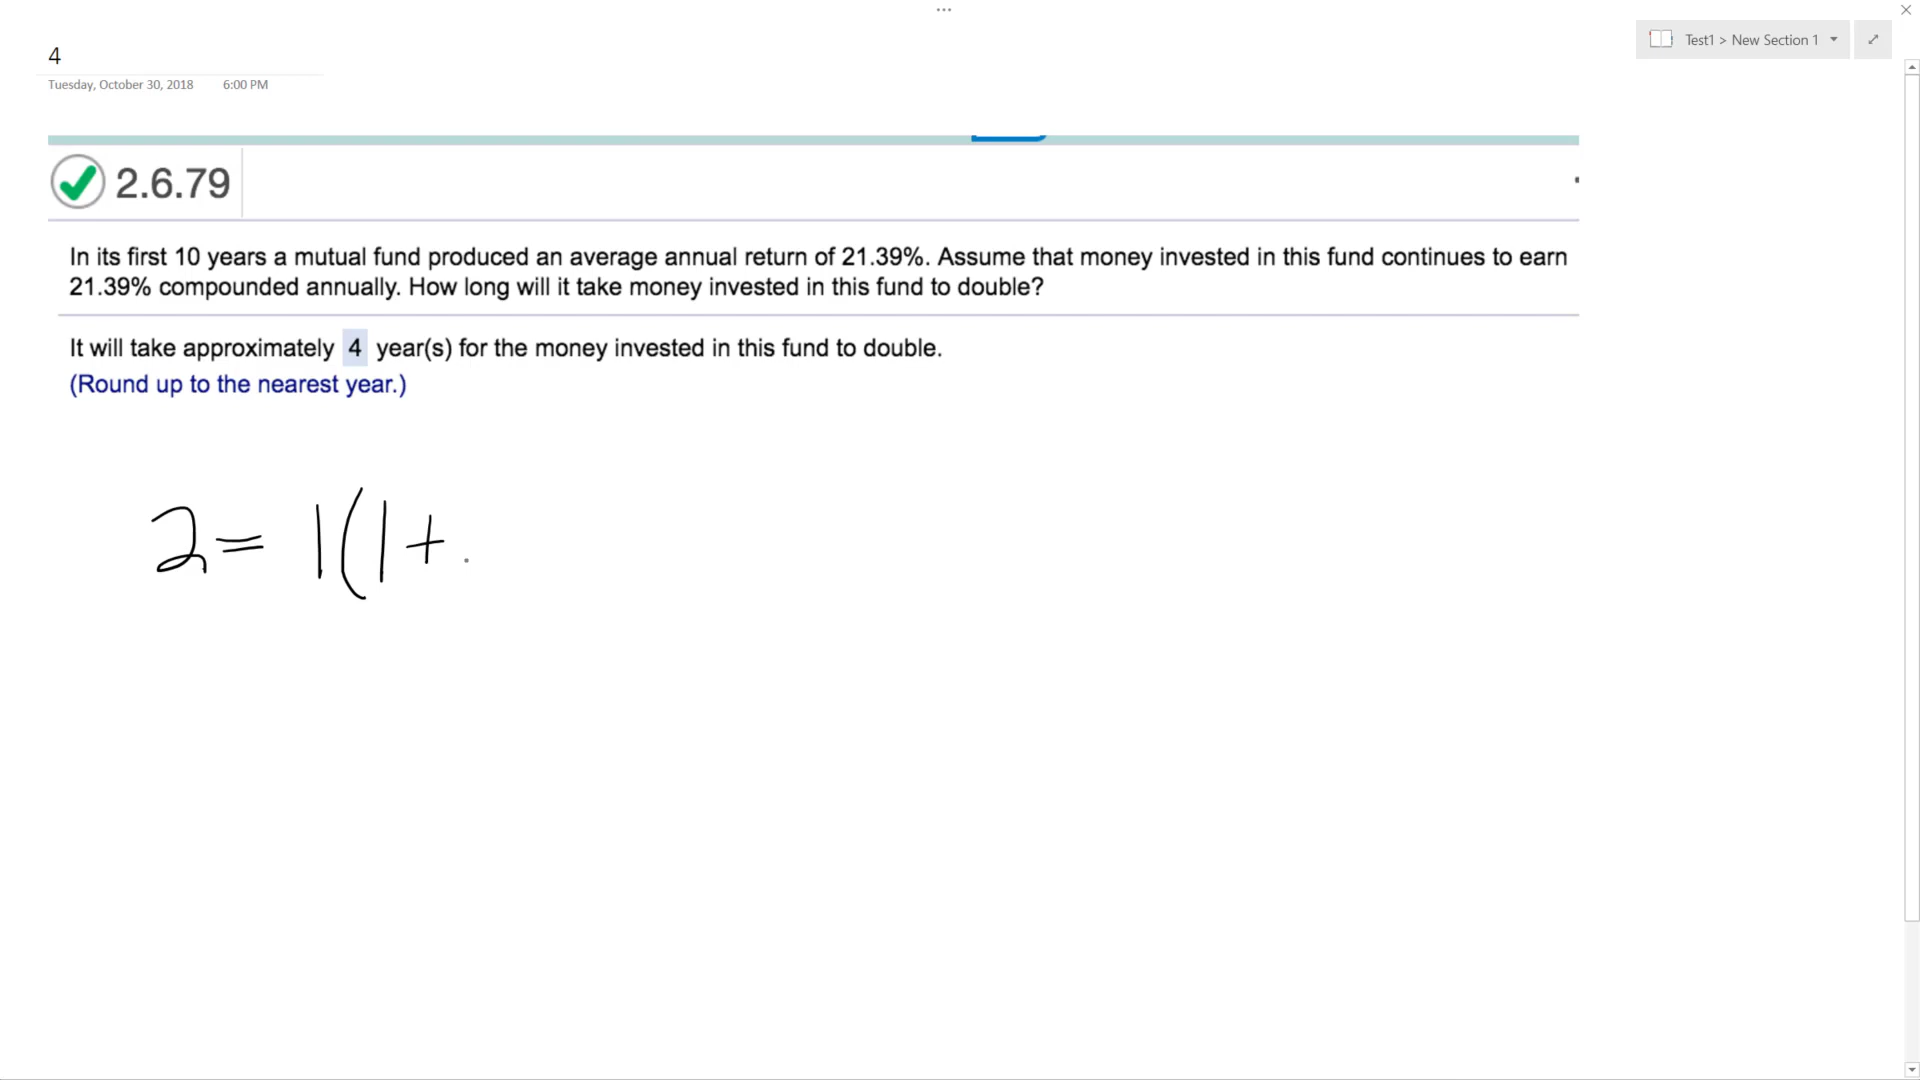 ...
Test1 > New Section 1
4
Tuesday, October 30, 2018 6:00 PM
2.6.79
In its first 10 years a mutual fund produced an average annual return of 21.39%. Assume that money invested in this fund continues to earn
21.39% compounded annually. How long will it take money invested in this fund to double?
It will take approximately 4 year(s) for the money invested in this fund to double.
(Round up to the nearest year.)
2 = 1(1 + .